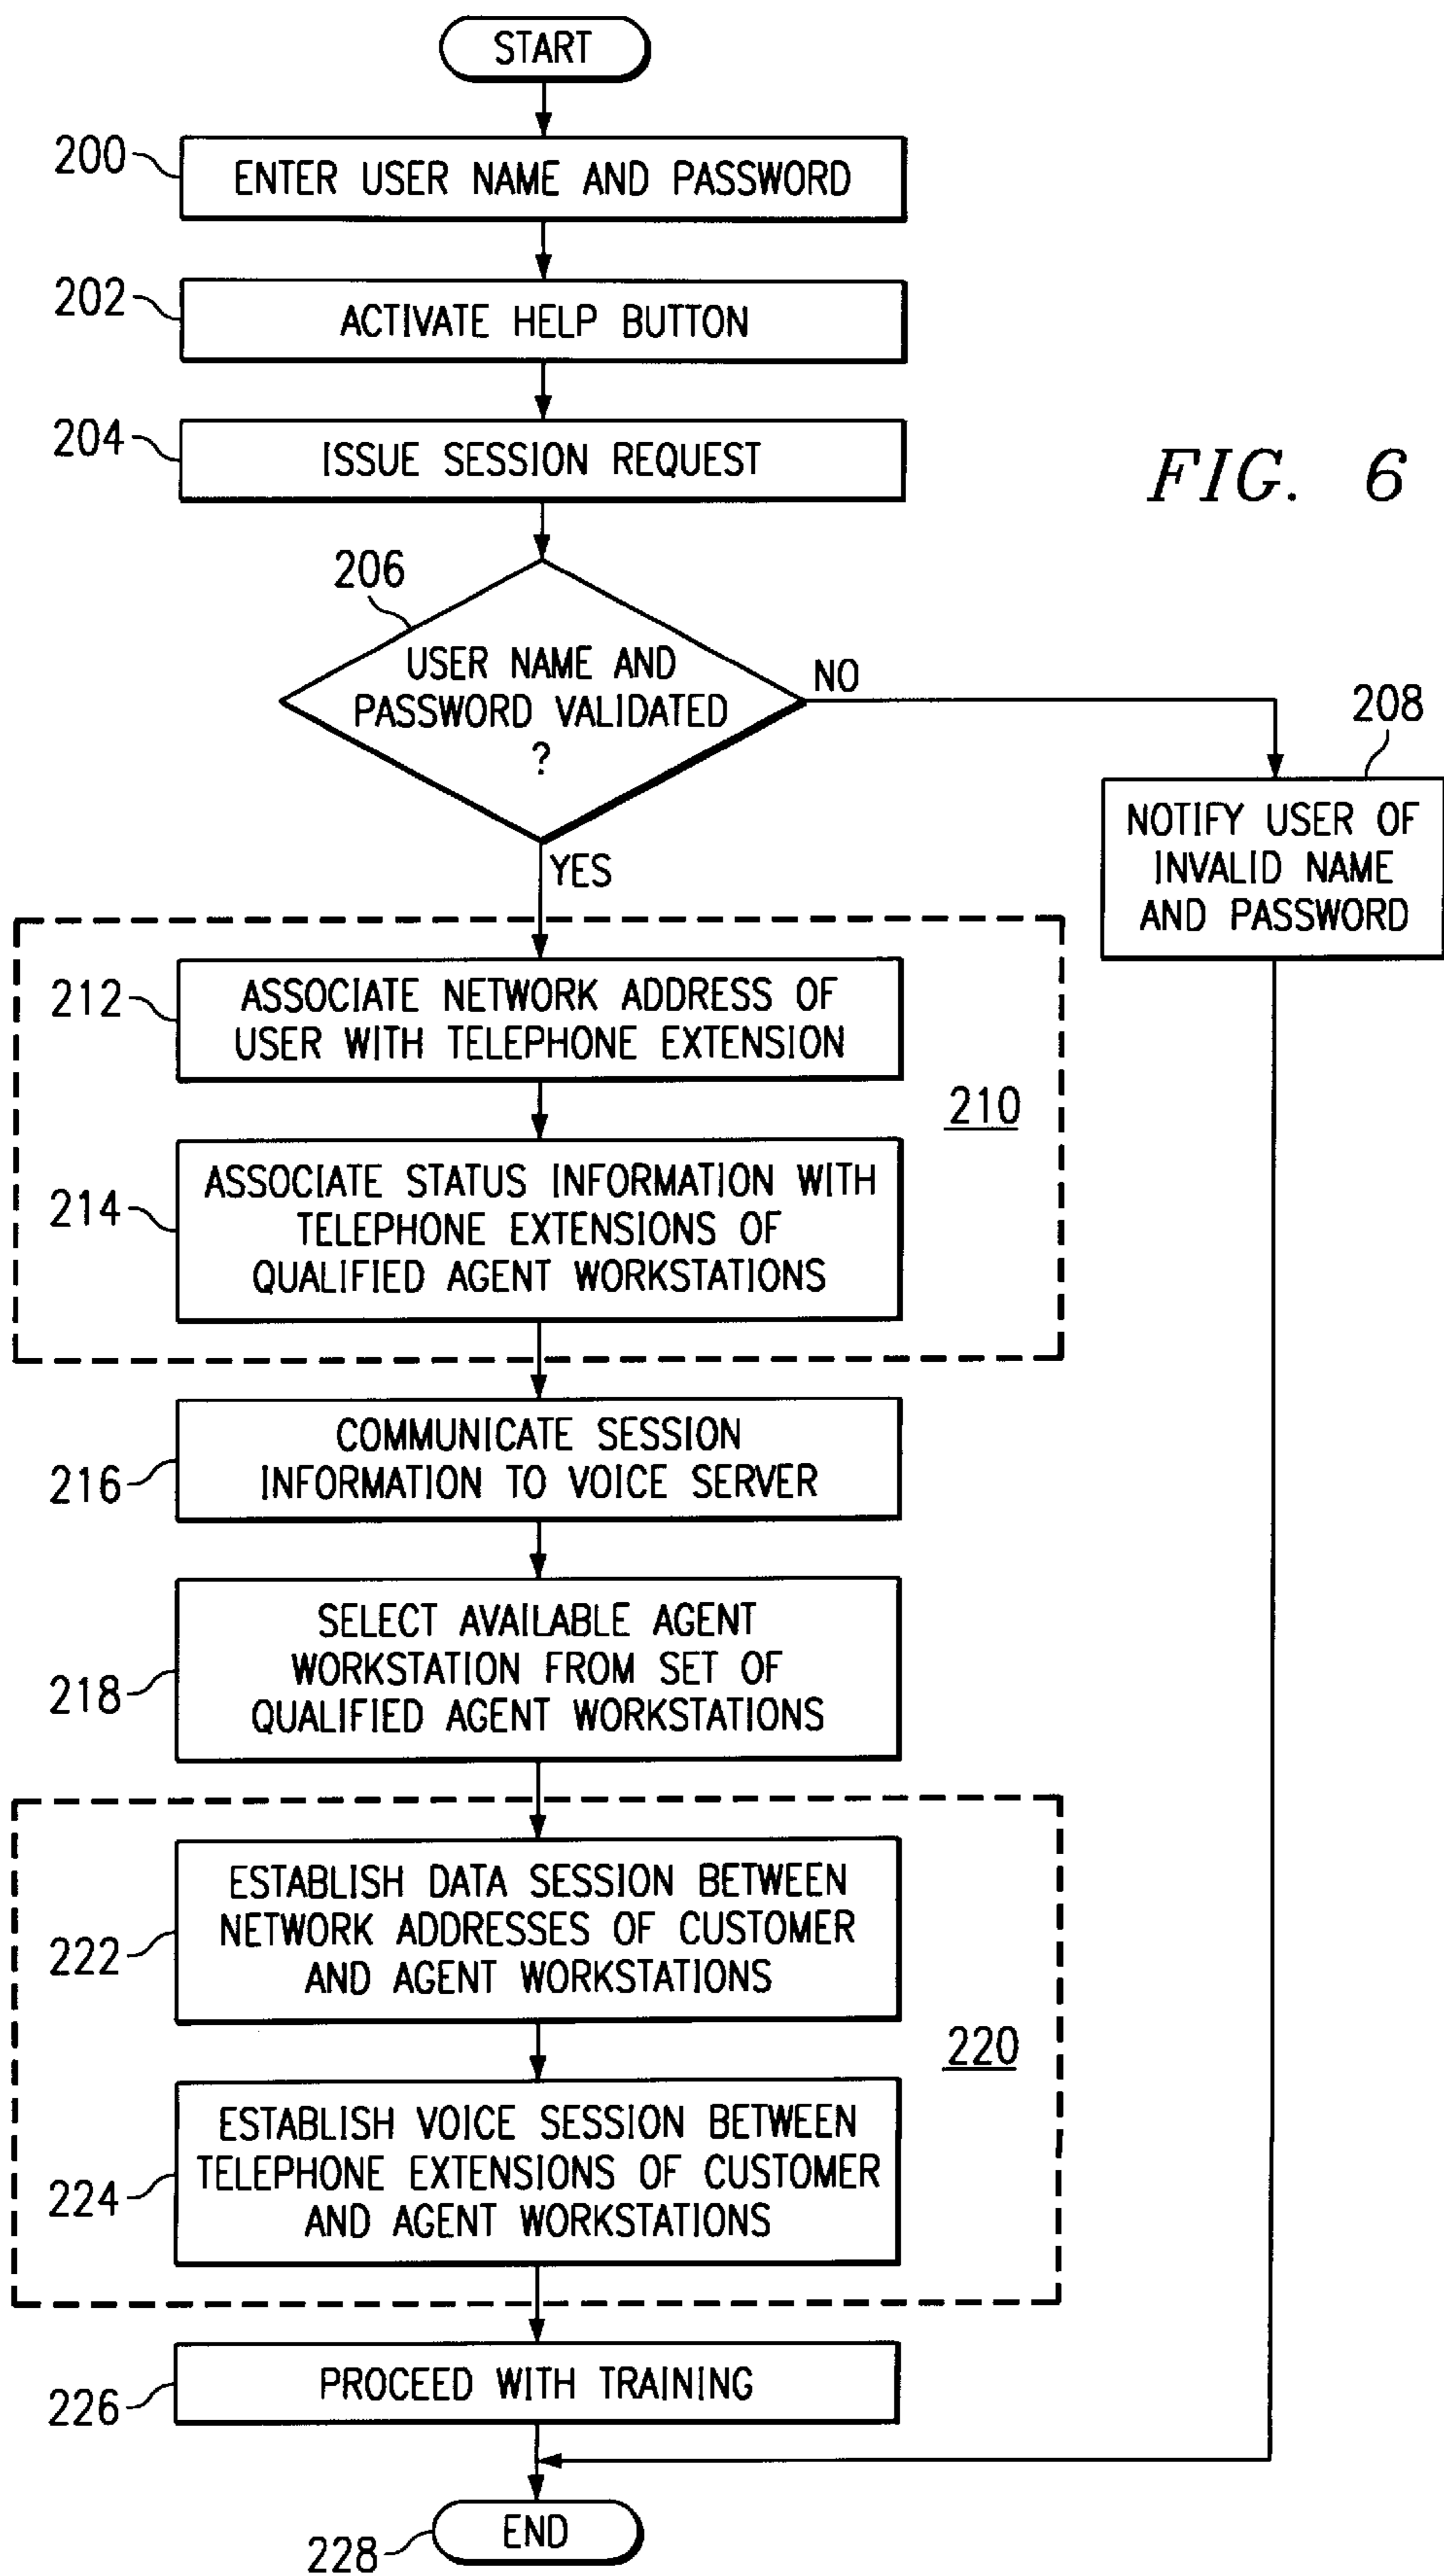 START
200
ENTER USER NAME AND PASSWORD
202
ACTIVATE HELP BUTTON
204
ISSUE SESSION REQUEST
FIG. 6
206
USER NAME AND
PASSWORD VALIDATED
?
NO
208
NOTIFY USER OF
INVALID NAME
AND PASSWORD
YES
212
ASSOCIATE NETWORK ADDRESS OF
USER WITH TELEPHONE EXTENSION
210
214
ASSOCIATE STATUS INFORMATION WITH
TELEPHONE EXTENSIONS OF
QUALIFIED AGENT WORKSTATIONS
216
COMMUNICATE SESSION
INFORMATION TO VOICE SERVER
218
SELECT AVAILABLE AGENT
WORKSTATION FROM SET OF
QUALIFIED AGENT WORKSTATIONS
222
ESTABLISH DATA SESSION BETWEEN
NETWORK ADDRESSES OF CUSTOMER
AND AGENT WORKSTATIONS
220
224
ESTABLISH VOICE SESSION BETWEEN
TELEPHONE EXTENSIONS OF CUSTOMER
AND AGENT WORKSTATIONS
226
PROCEED WITH TRAINING
228
END